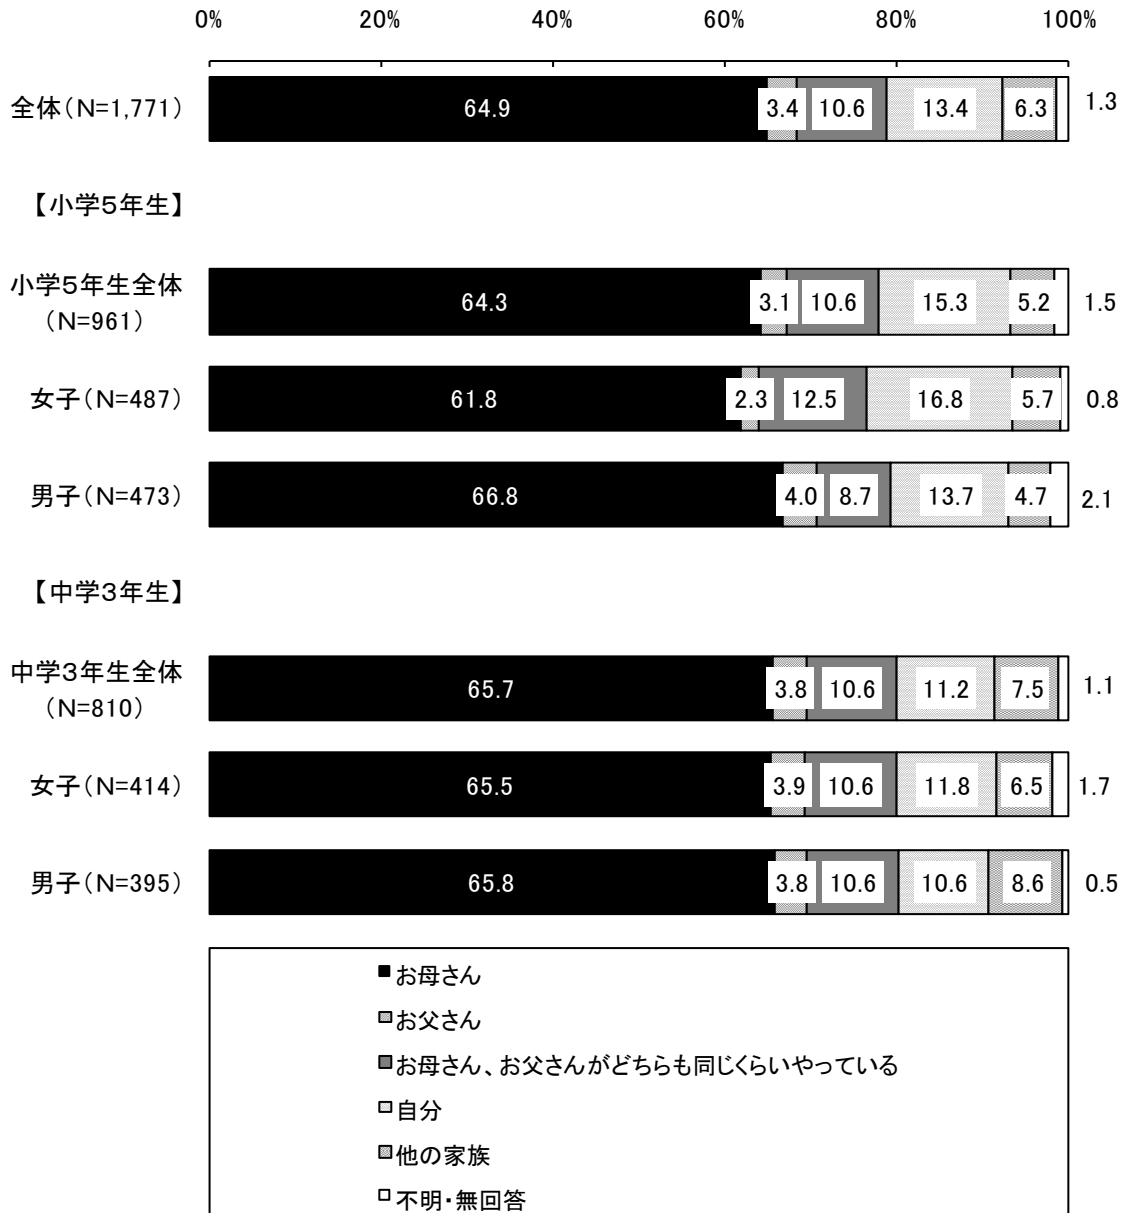 0% 20% 40% 60% 80% 100%
全体(N=1,771) 64.9 3.4 10.6 13.4 6.3 1.3
【小学5年生】
小学5年生全体
(N=961) 64.3 3.1 10.6 15.3 5.2 1.5
女子(N=487) 61.8 2.3 12.5 16.8 5.7 0.8
男子(N=473) 66.8 4.0 8.7 13.7 4.7 2.1
【中学3年生】
中学3年生全体
(N=810) 65.7 3.8 10.6 11.2 7.5 1.1
女子(N=414) 65.5 3.9 10.6 11.8 6.5 1.7
男子(N=395) 65.8 3.8 10.6 10.6 8.6 0.5
お母さん
お父さん
お母さん、お父さんがどちらも同じくらいやっている
自分
他の家族
不明・無回答